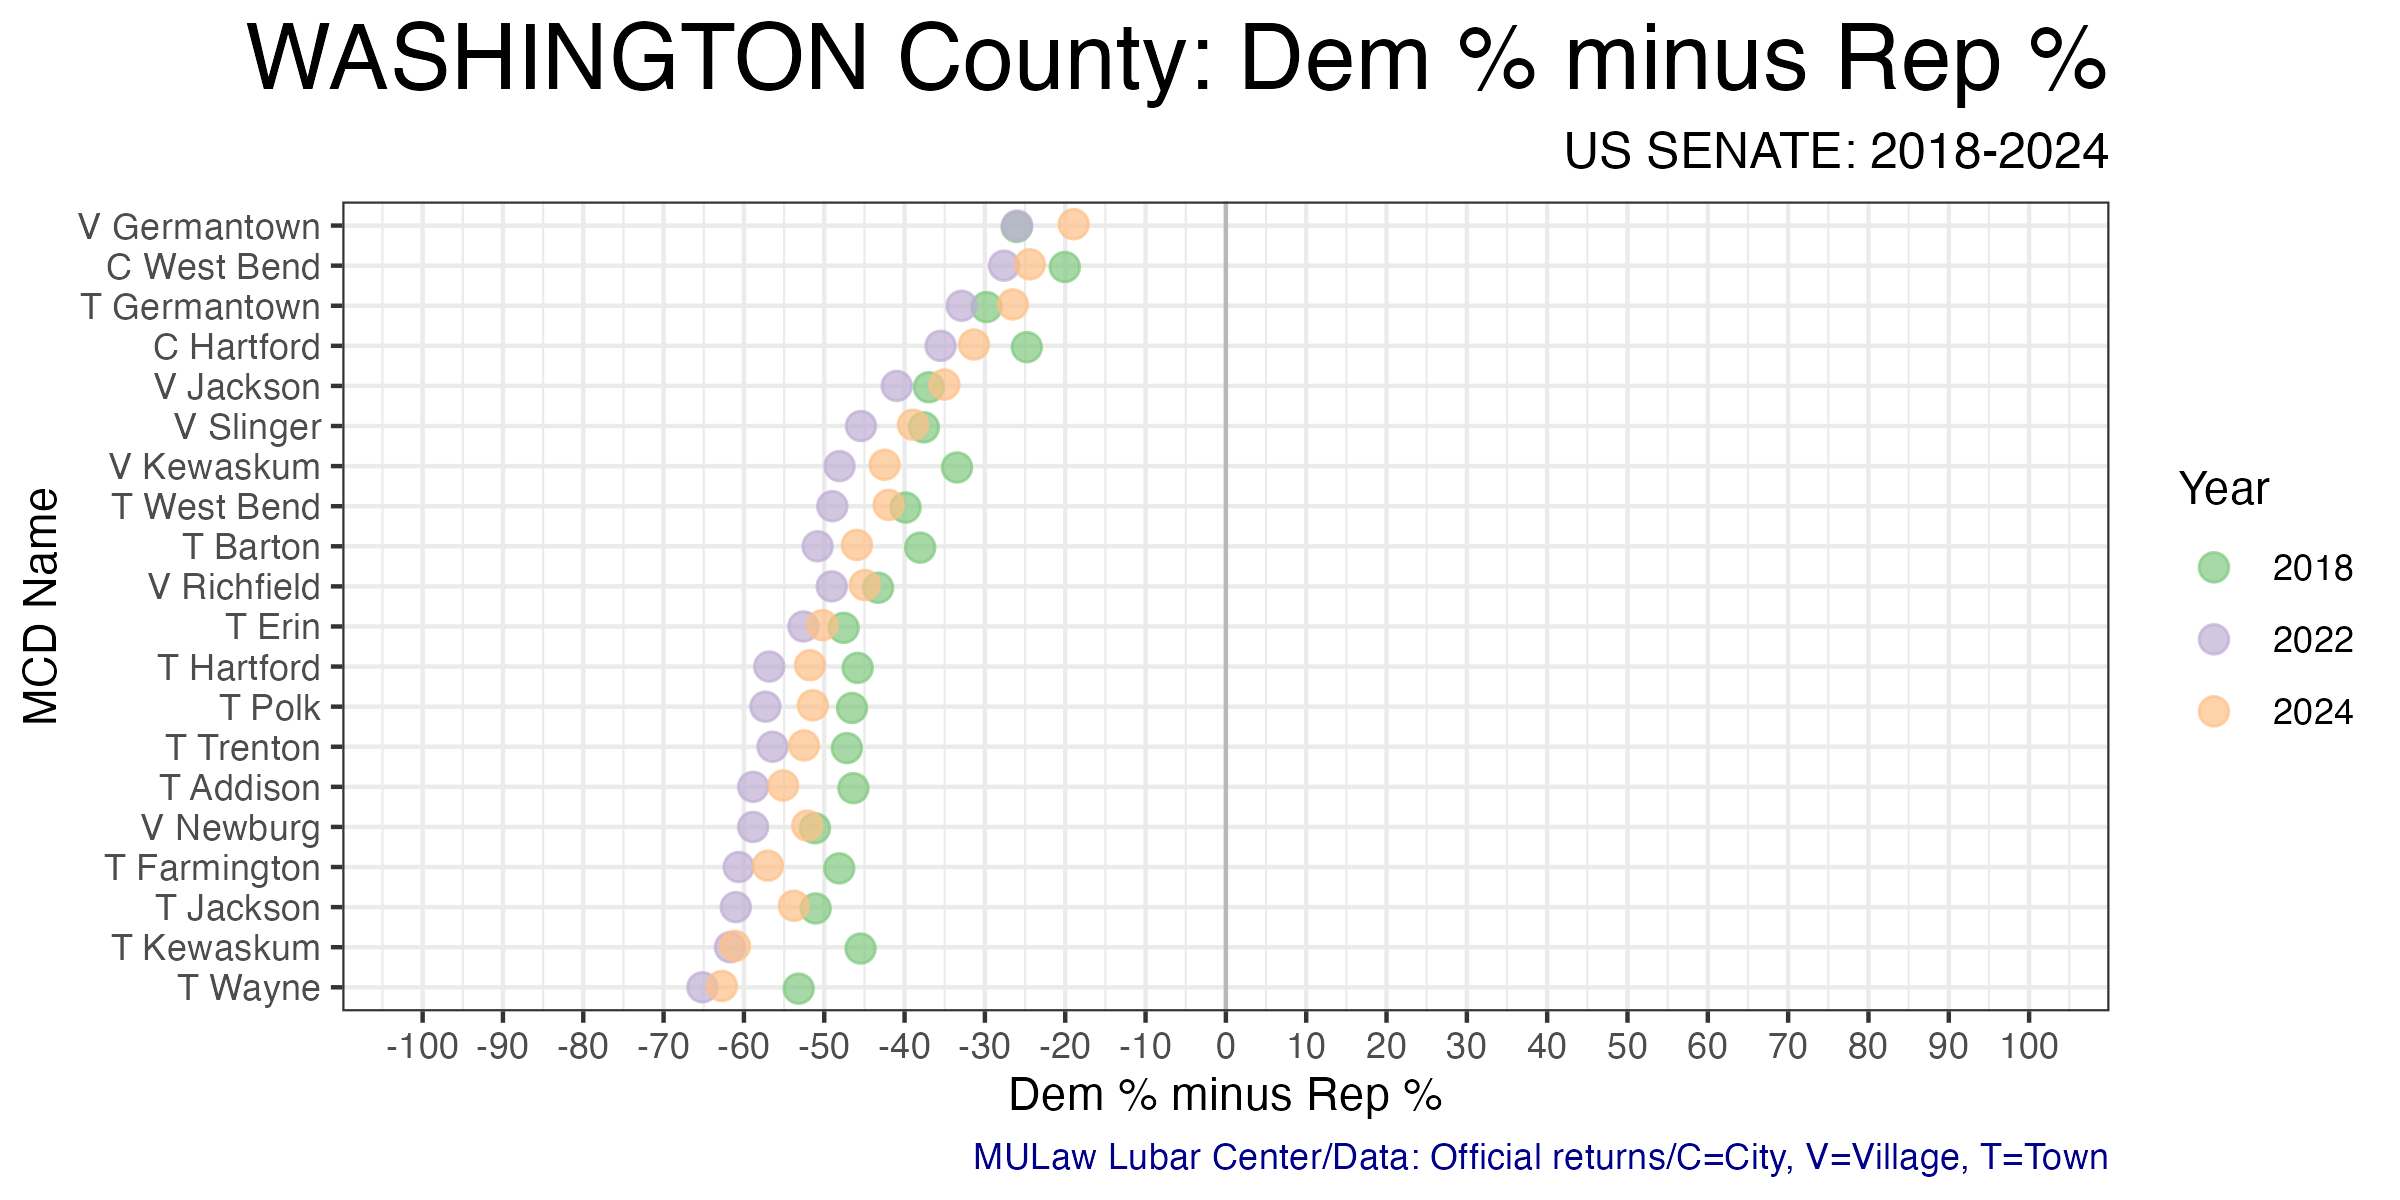 WASHINGTON County: Dem % minus Rep %
US SENATE: 2018-2024
MCD Name
V Germantown
C West Bend
T Germantown
C Hartford
V Jackson
V Slinger
V Kewaskum
T West Bend
T Barton
V Richfield
T Erin
T Hartford
T Polk
T Trenton
T Addison
V Newburg
T Farmington
T Jackson
T Kewaskum
T Wayne
-100 -90 -80 -70 -60 -50 -40 -30 -20 -10 0 10 20 30 40 50 60 70 80 90 100
Dem % minus Rep %
Year
2018
2022
2024
MULaw Lubar Center/Data: Official returns/C=City, V=Village, T=Town